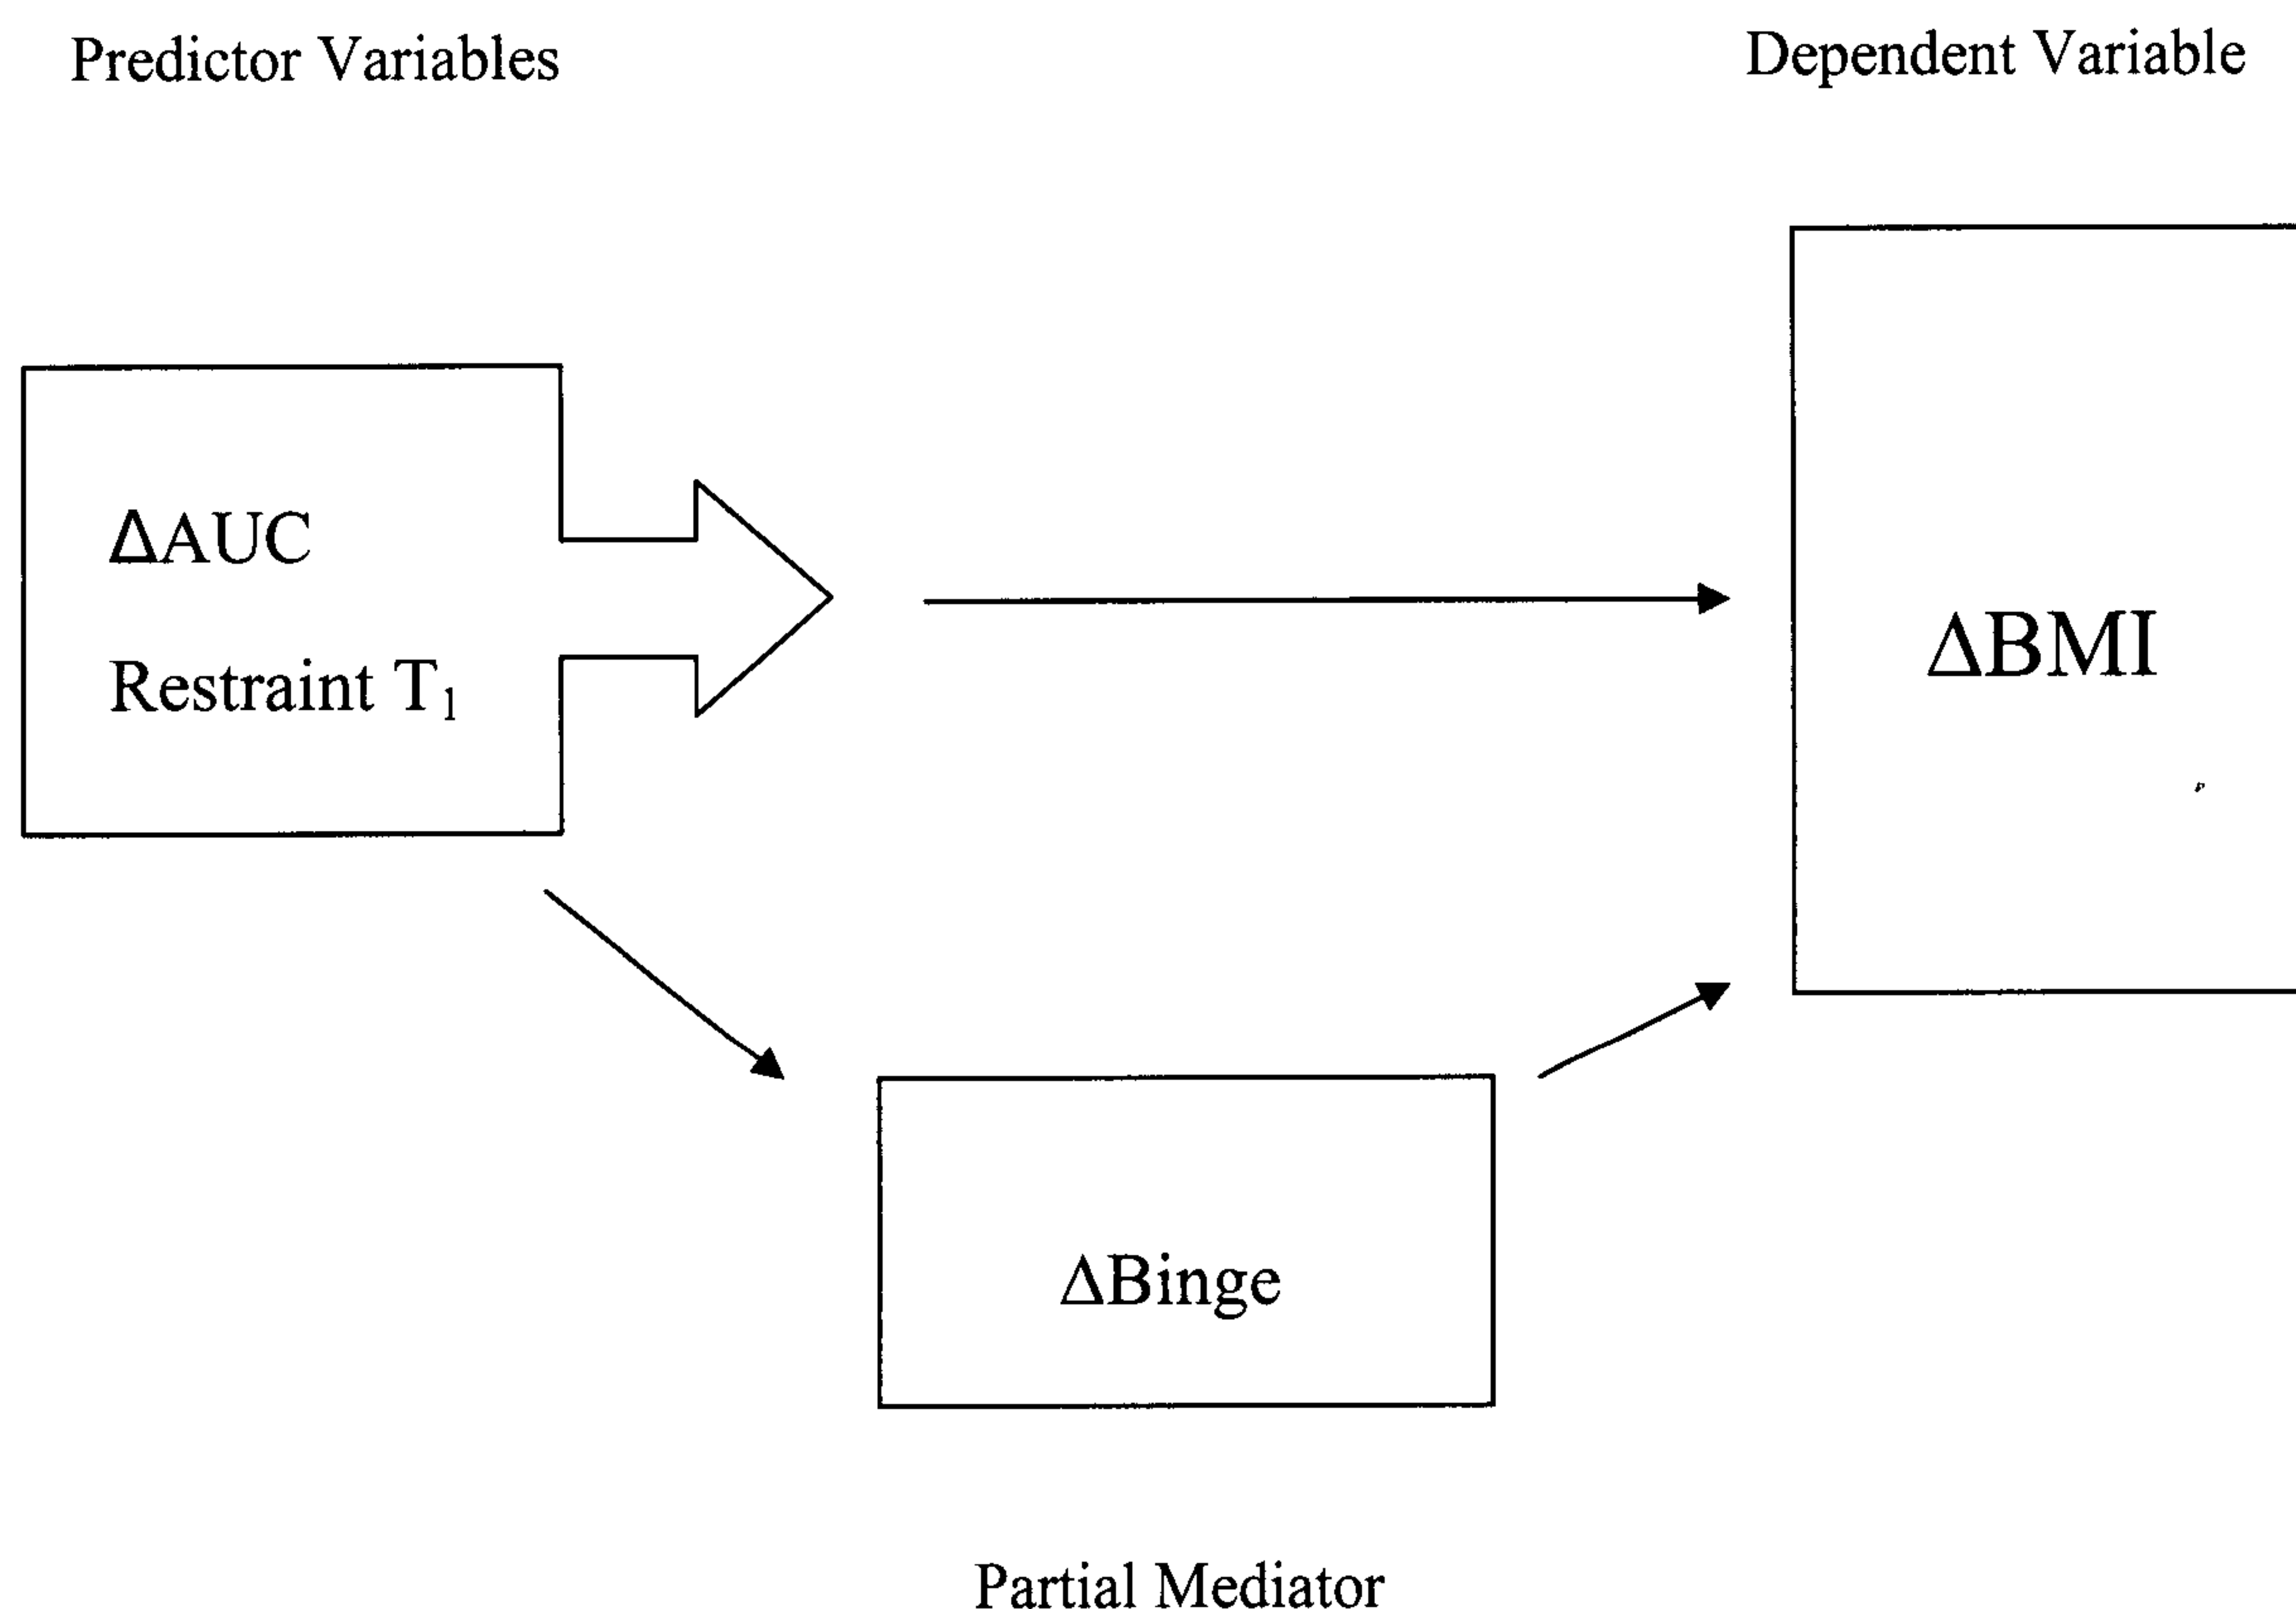 Predictor Variables
Dependent Variable
ΔAUC
Restraint T₁
ΔBMI
ΔBinge
Partial Mediator